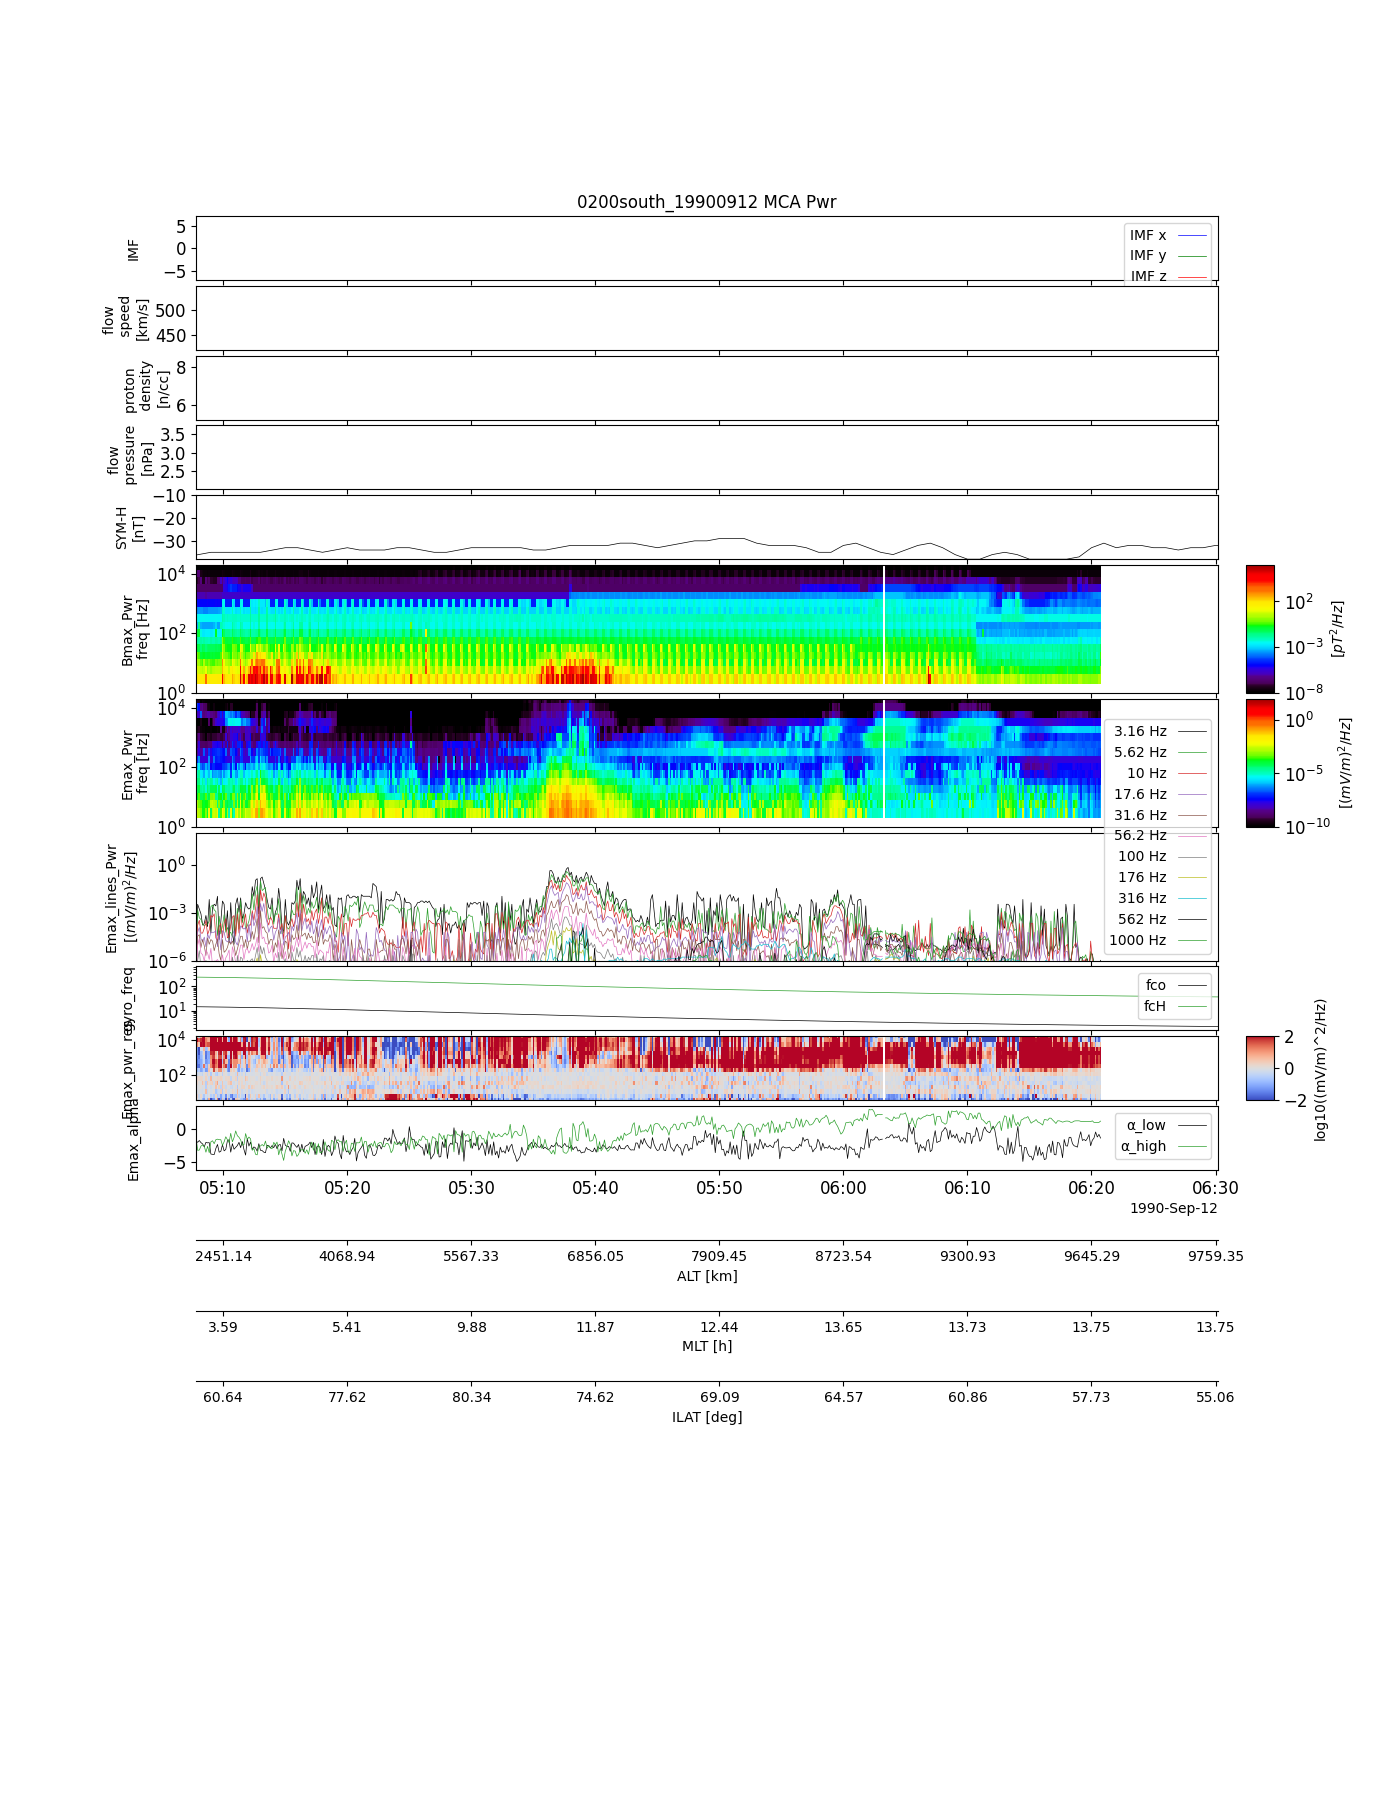 0200south_19900912 MCA Pwr
IMF
5
0
−5
IMF x
IMF y
IMF z
flow
speed
[km/s]
500
450
proton
density
[n/cc]
8
6
flow
pressure
[nPa]
3.5
3.0
2.5
SYM-H
[nT]
−10
−20
−30
Bmax_Pwr
freq [Hz]
10^4
10^2
10^0
10^2
10^−3
10^−8
[pT^2/Hz]
Emax_Pwr
freq [Hz]
10^4
10^2
10^0
10^0
10^−5
10^−10
[(mV/m)^2/Hz]
3.16 Hz
5.62 Hz
10 Hz
17.6 Hz
31.6 Hz
56.2 Hz
100 Hz
176 Hz
316 Hz
562 Hz
1000 Hz
Emax_lines_Pwr
[(mV/m)^2/Hz]
10^0
10^−3
10^−6
gyro_freq
10^2
10^1
fco
fcH
Emax_pwr_res
10^4
10^2
2
0
−2
log10((mV/m)^2/Hz)
Emax_alpha
0
−5
α_low
α_high
05:10 05:20 05:30 05:40 05:50 06:00 06:10 06:20 06:30
1990-Sep-12
2451.14 4068.94 5567.33 6856.05 7909.45 8723.54 9300.93 9645.29 9759.35
ALT [km]
3.59 5.41 9.88 11.87 12.44 13.65 13.73 13.75 13.75
MLT [h]
60.64 77.62 80.34 74.62 69.09 64.57 60.86 57.73 55.06
ILAT [deg]